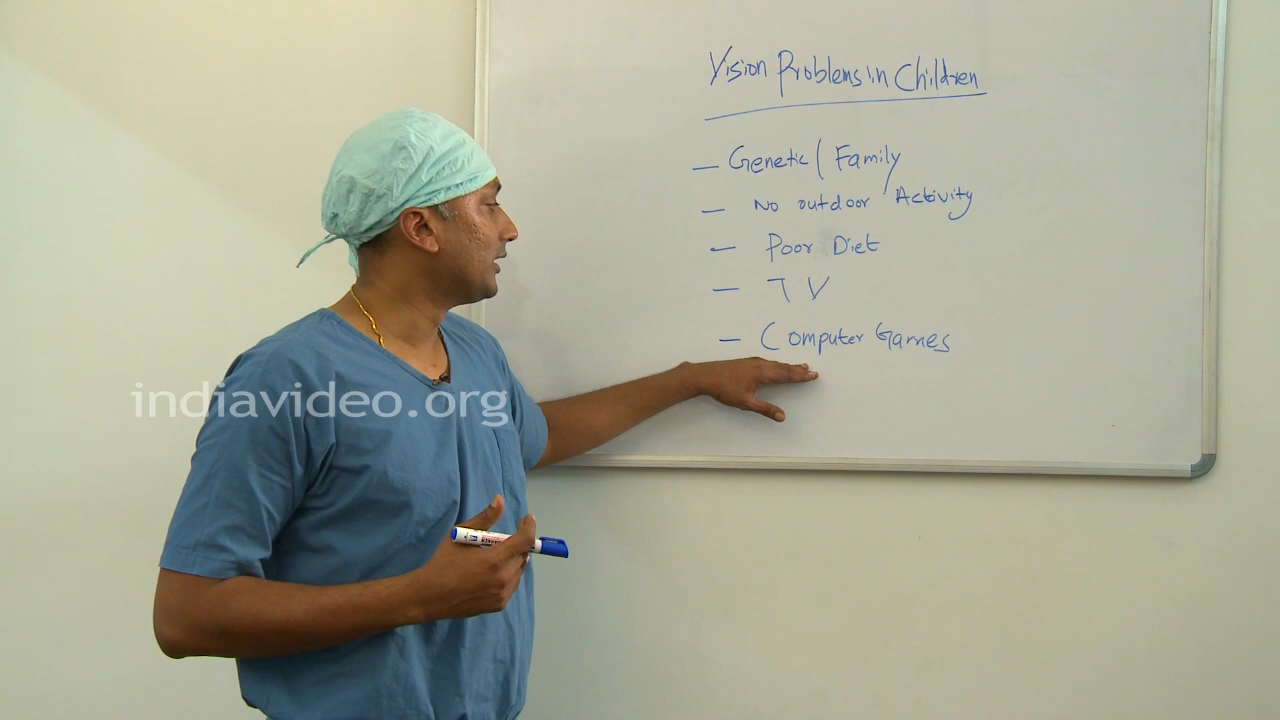 Vision Problems in Children
— Genetic / Family
— No outdoor Activity
— Poor Diet
— TV
— Computer Games
indiavideo.org